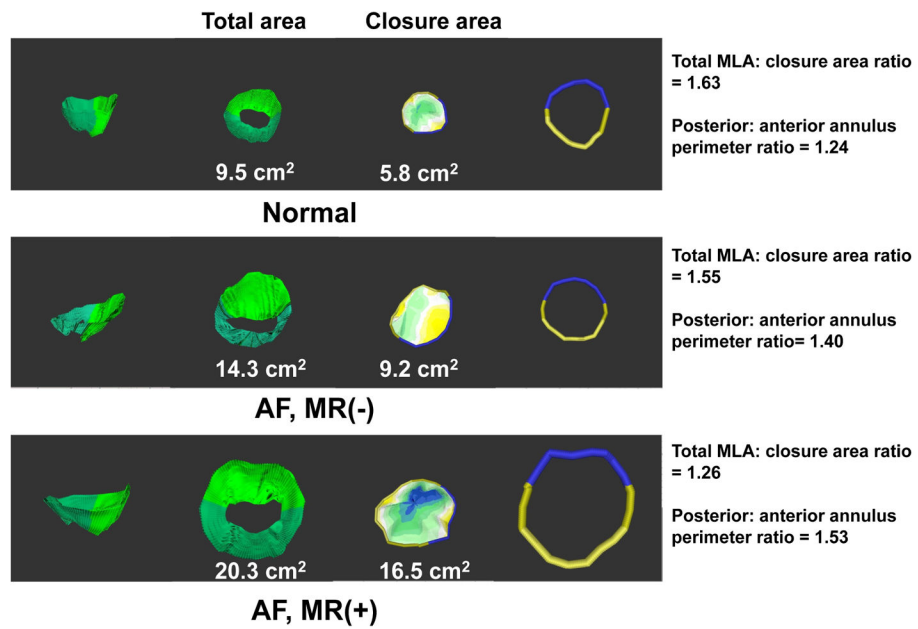 Total area
Closure area
Total MLA: closure area ratio
= 1.63
Posterior: anterior annulus
perimeter ratio = 1.24
9.5 cm²
5.8 cm²
Normal
Total MLA: closure area ratio
= 1.55
Posterior: anterior annulus
perimeter ratio= 1.40
14.3 cm²
9.2 cm²
AF, MR(-)
Total MLA: closure area ratio
= 1.26
Posterior: anterior annulus
perimeter ratio = 1.53
20.3 cm²
16.5 cm²
AF, MR(+)